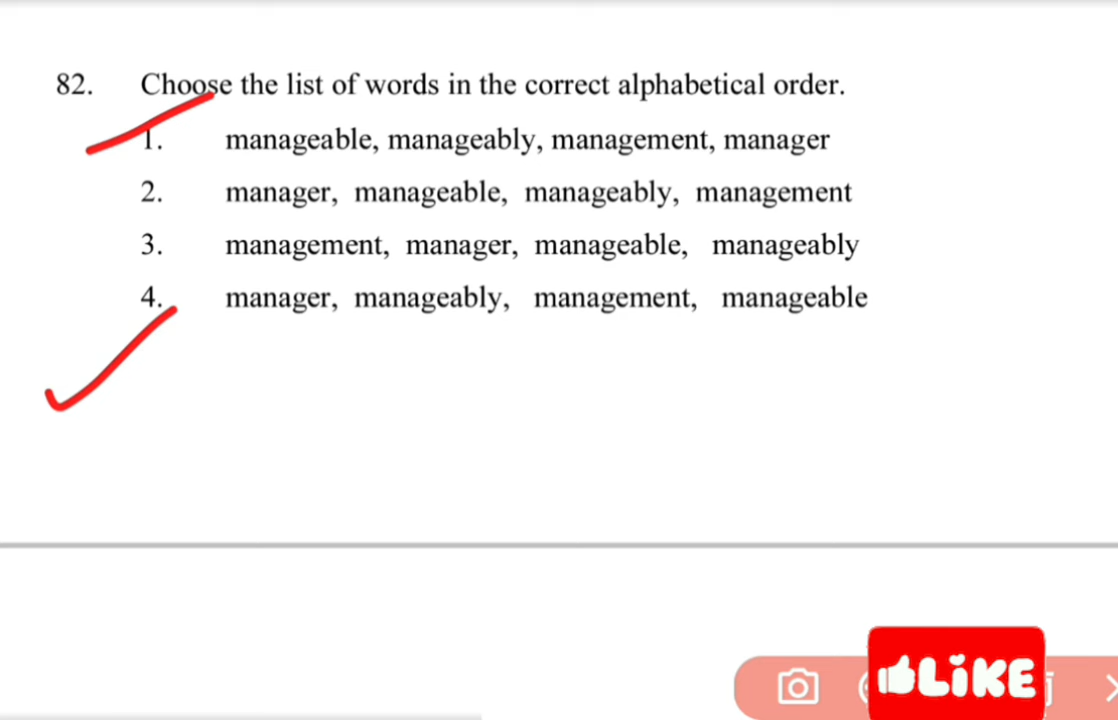 82. Choose the list of words in the correct alphabetical order.
1. manageable, manageably, management, manager
2. manager, manageable, manageably, management
3. management, manager, manageable, manageably
4. manager, manageably, management, manageable
LiKE